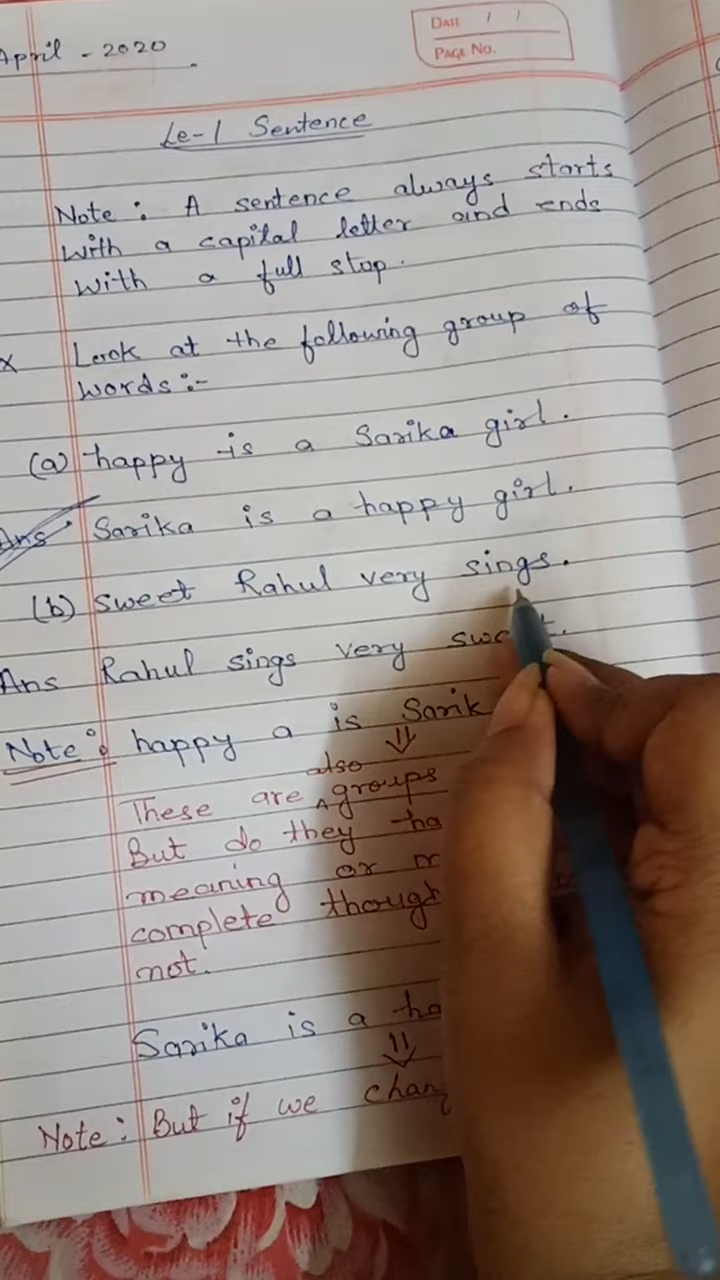 April - 2020
DATE / /
PAGE NO.
Le-1 Sentence
Note: A sentence always starts
with a capital letter and ends
with a full stop.
Look at the following group of
words:-
(a) happy is a Sarika girl.
Ans Sarika is a happy girl.
(b) sweet Rahul very sings.
Ans Rahul sings very
Note: happy a is
also
These are groups
But do they
meaning or
complete
not.
Sarika is a
Note: But if we